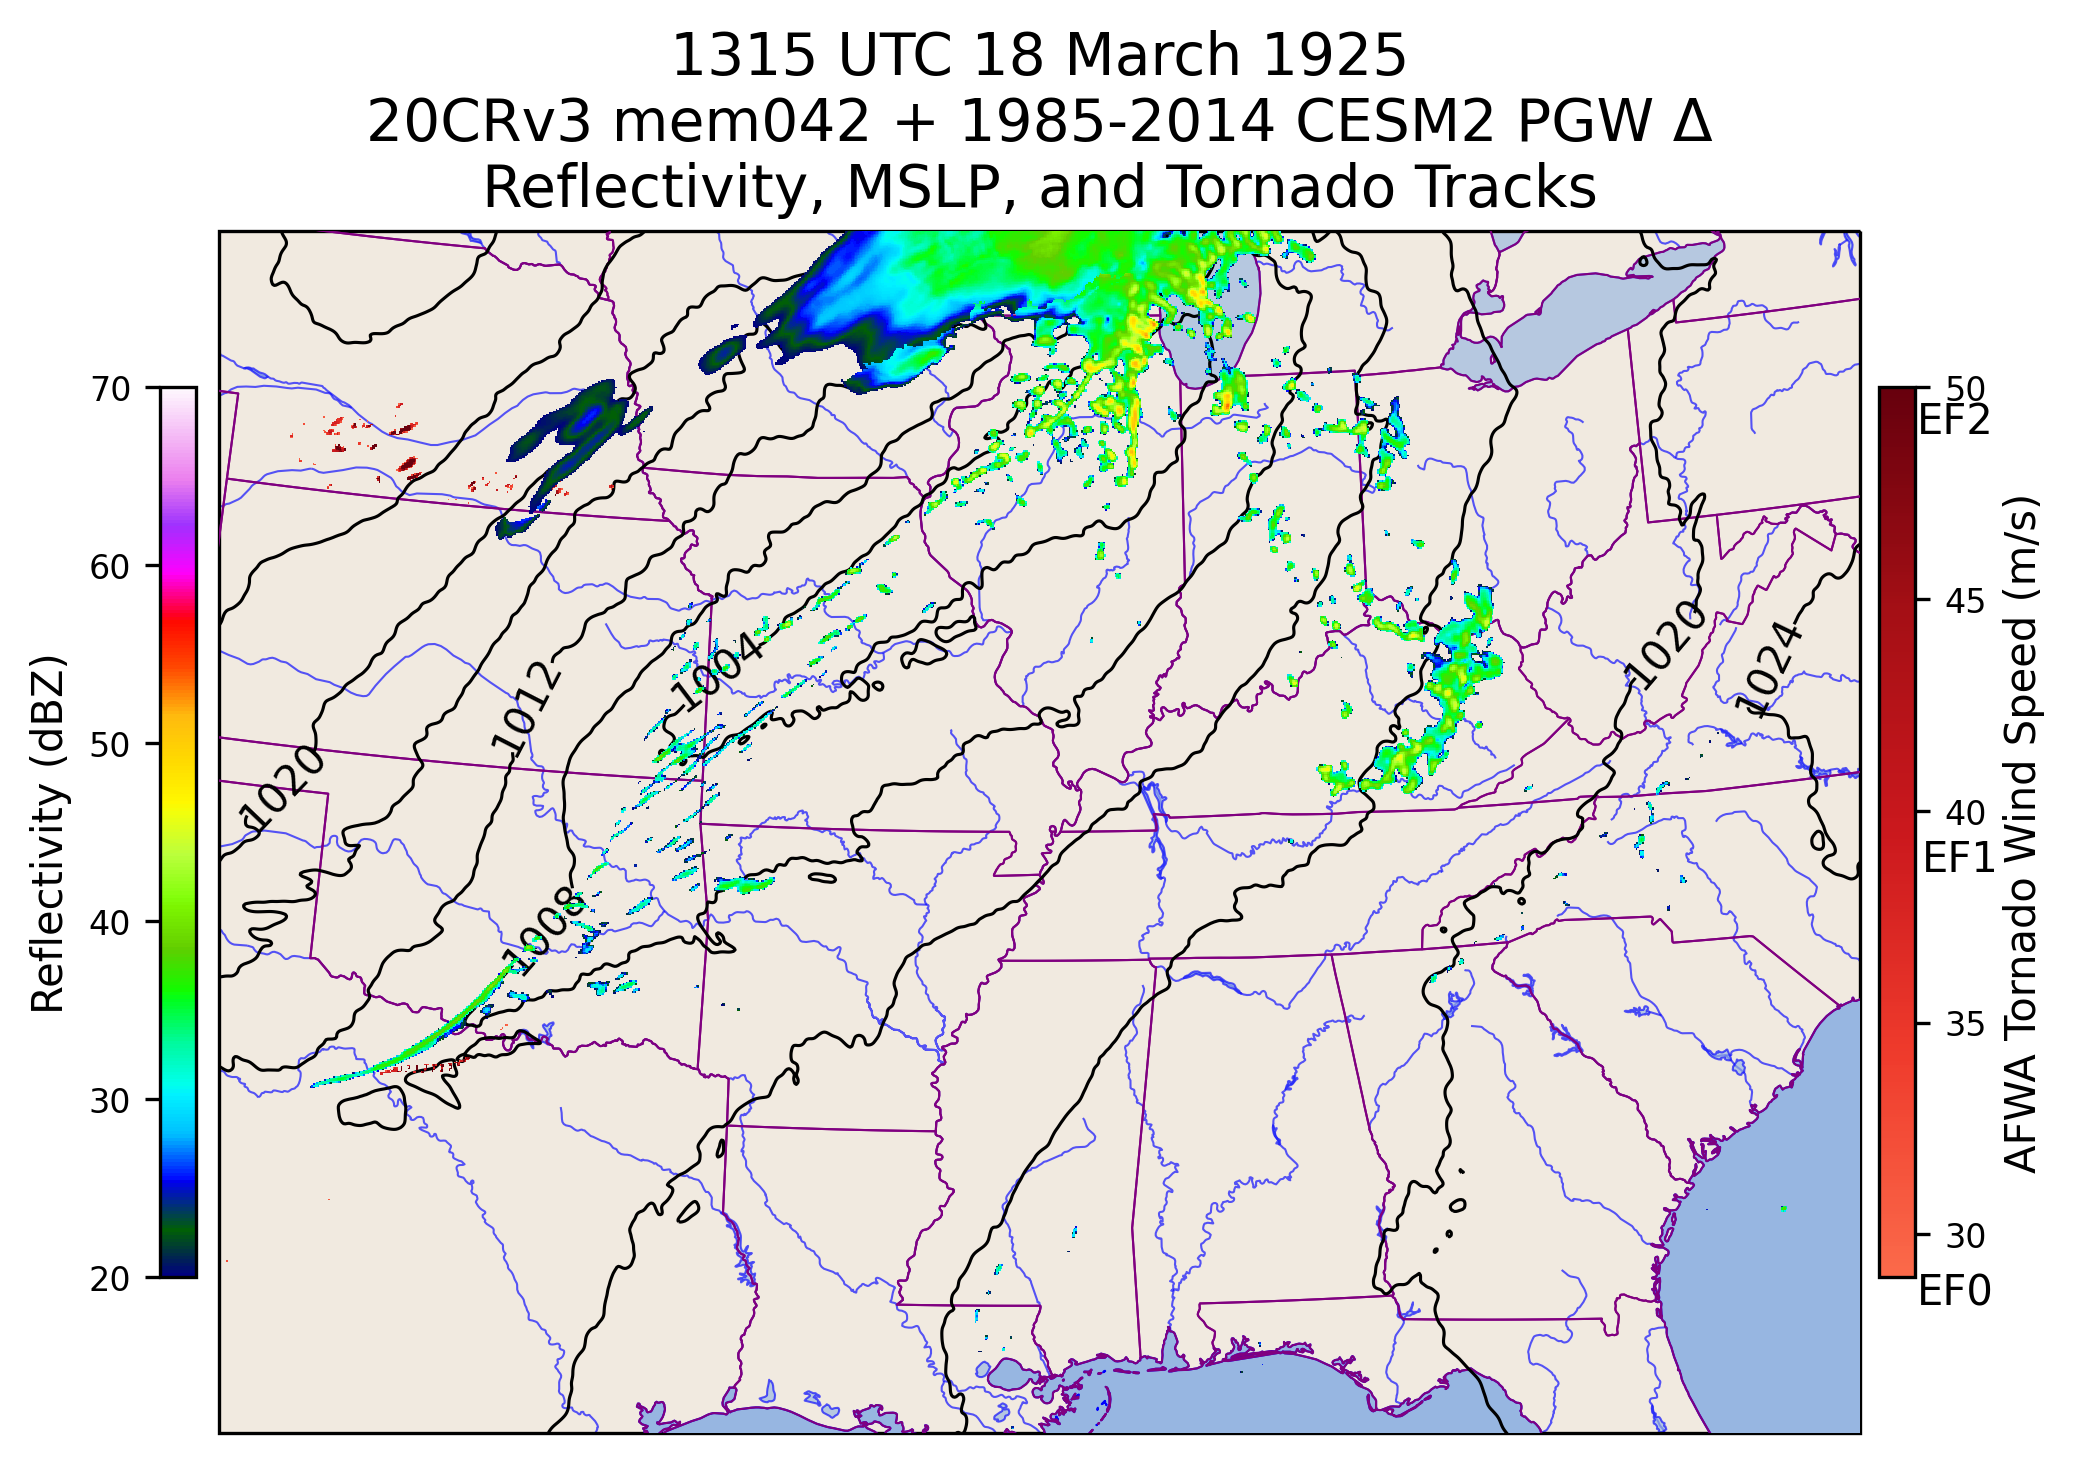 1315 UTC 18 March 1925
20CRv3 mem042 + 1985-2014 CESM2 PGW Δ
Reflectivity, MSLP, and Tornado Tracks
Reflectivity (dBZ)
70
60
50
40
30
20
1020
1012
1004
1008
1020
1024
50
EF2
45
40
EF1
35
30
EF0
AFWA Tornado Wind Speed (m/s)